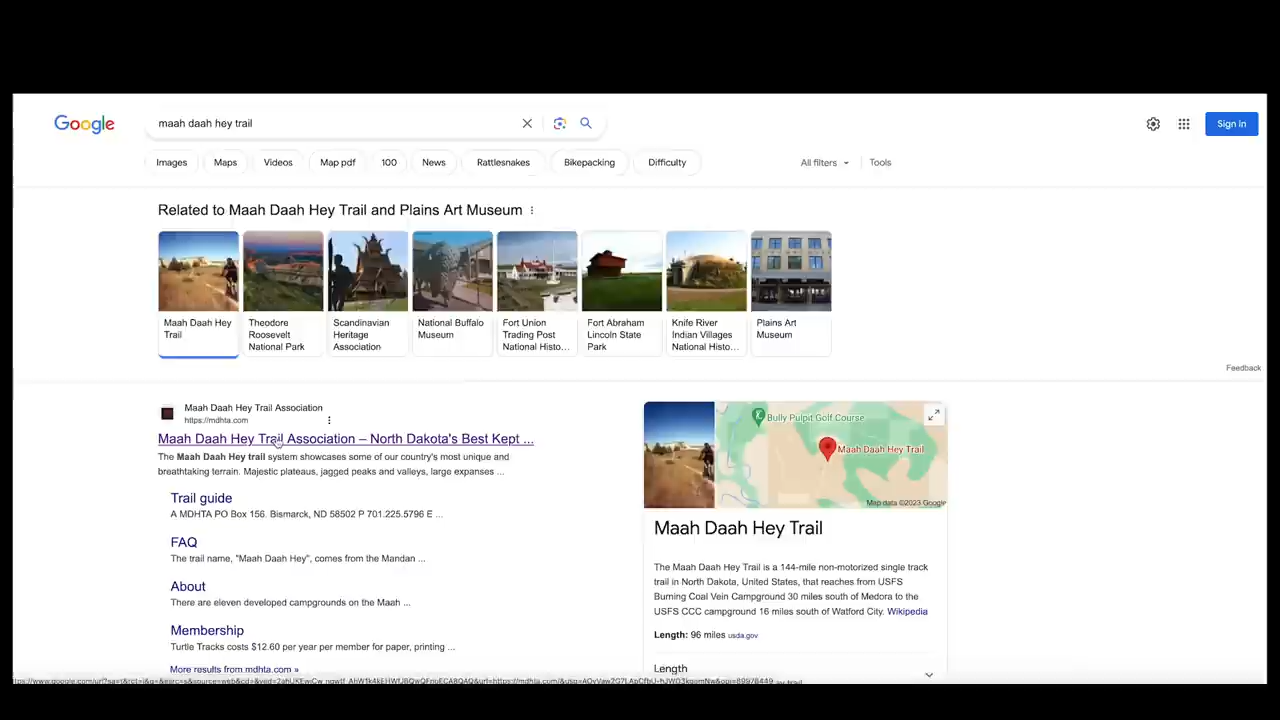 Google
maah daah hey trail
Sign in
Images
Maps
Videos
Map pdf
100
News
Rattlesnakes
Bikepacking
Difficulty
All filters
Tools
Related to Maah Daah Hey Trail and Plains Art Museum
Maah Daah Hey
Trail
Theodore
Roosevelt
National Park
Scandinavian
Heritage
Association
National Buffalo
Museum
Fort Union
Trading Post
National Histo...
Fort Abraham
Lincoln State
Park
Knife River
Indian Villages
National Histo...
Plains Art
Museum
Feedback
Maah Daah Hey Trail Association
https://mdhta.com
Maah Daah Hey Trail Association – North Dakota's Best Kept ...
The Maah Daah Hey trail system showcases some of our country's most unique and
breathtaking terrain. Majestic plateaus, jagged peaks and valleys, large expanses ...
Trail guide
A MDHTA PO Box 156. Bismarck, ND 58502 P 701.225.5796 E ...
FAQ
The trail name, "Maah Daah Hey", comes from the Mandan ...
About
There are eleven developed campgrounds on the Maah ...
Membership
Turtle Tracks costs $12.60 per year per member for paper, printing ...
More results from mdhta.com »
Bully Pulpit Golf Course
Maah Daah Hey Trail
Map data ©2023 Google
Maah Daah Hey Trail
The Maah Daah Hey Trail is a 144-mile non-motorized single track
trail in North Dakota, United States, that reaches from USFS
Burning Coal Vein Campground 30 miles south of Medora to the
USFS CCC campground 16 miles south of Watford City. Wikipedia
Length: 96 miles usda.gov
Length